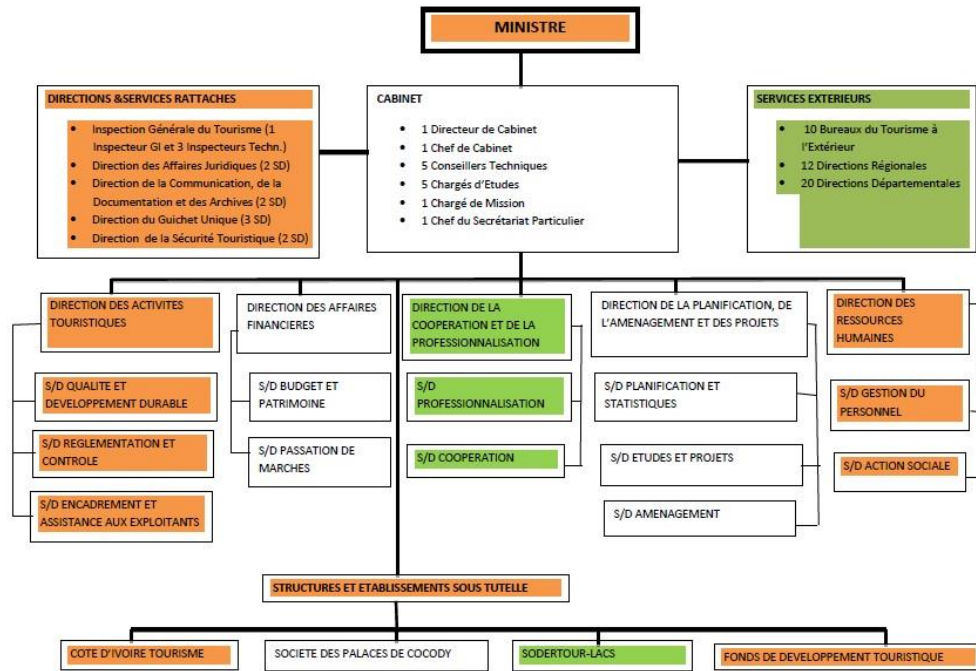 MINISTRE
DIRECTIONS &SERVICES RATTACHES
• Inspection Générale du Tourisme (1
Inspecteur Gl et 3 Inspecteurs Techn.)
• Direction des Affaires Juridiques (2 SD)
• Direction de la Communication, de la
Documentation et des Archives (2 SD)
• Direction du Guichet Unique (3 SD)
• Direction de la Sécurité Touristique (2 SD)
CABINET
• 1 Directeur de Cabinet
• 1 Chef de Cabinet
• 5 Conseillers Techniques
• 5 Chargés d'Etudes
• 1 Chargé de Mission
• 1 Chef du Secrétariat Particulier
SERVICES EXTERIEURS
• 10 Bureaux du Tourisme à
l'Extérieur
• 12 Directions Régionales
• 20 Directions Départementales
DIRECTION DES ACTIVITES
TOURISTIQUES
S/D QUALITE ET
DEVELOPPEMENT DURABLE
S/D REGLEMENTATION ET
CONTROLE
S/D ENCADREMENT ET
ASSISTANCE AUX EXPLOITANTS
DIRECTION DES AFFAIRES
FINANCIERES
S/D BUDGET ET
PATRIMOINE
S/D PASSATION DE
MARCHES
DIRECTION DE LA
COOPERATION ET DE LA
PROFESSIONNALISATION
S/D
PROFESSIONNALISATION
S/D COOPERATION
DIRECTION DE LA PLANIFICATION, DE
L'AMENAGEMENT ET DES PROJETS
S/D PLANIFICATION ET
STATISTIQUES
S/D ETUDES ET PROJETS
S/D AMENAGEMENT
DIRECTION DES
RESSOURCES
HUMAINES
S/D GESTION DU
PERSONNEL
S/D ACTION SOCIALE
STRUCTURES ET ETABLISSEMENTS SOUS TUTELLE
COTE D'IVOIRE TOURISME
SOCIETE DES PALACES DE COCODY
SODERTOUR-LACS
FONDS DE DEVELOPPEMENT TOURISTIQUE